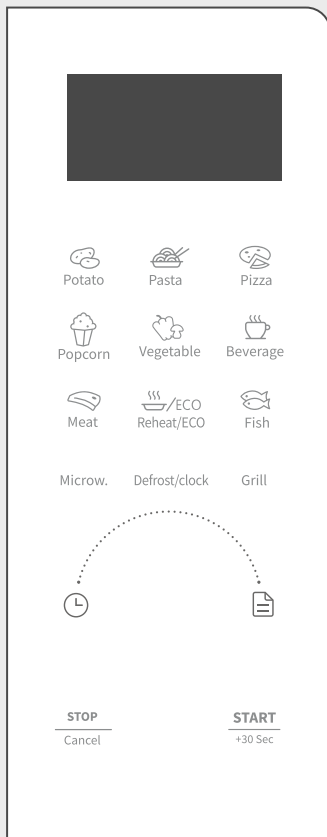 Potato Pasta Pizza
Popcorn Vegetable Beverage
/ECO
Meat Reheat/ECO Fish
Microw. Defrost/clock Grill
STOP START
Cancel +30 Sec